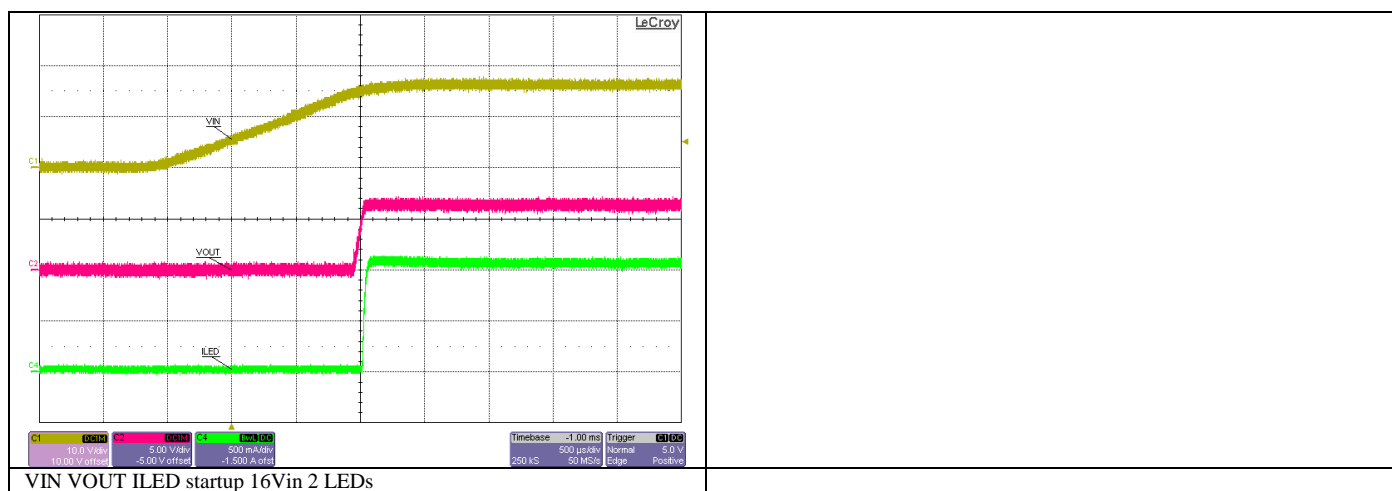 LeCroy
VIN
C1
VOUT
C2
ILED
C4
C1 DC1M
10.0 V/div
10.00 V offset
C2 DC1M
5.00 V/div
-5.00 V offset
C4 BwL DC
500 mA/div
-1.500 A ofst
Timebase -1.00 ms
500 µs/div
250 kS 50 MS/s
Trigger C1 DC
Normal 5.0 V
Edge Positive
VIN VOUT ILED startup 16Vin 2 LEDs